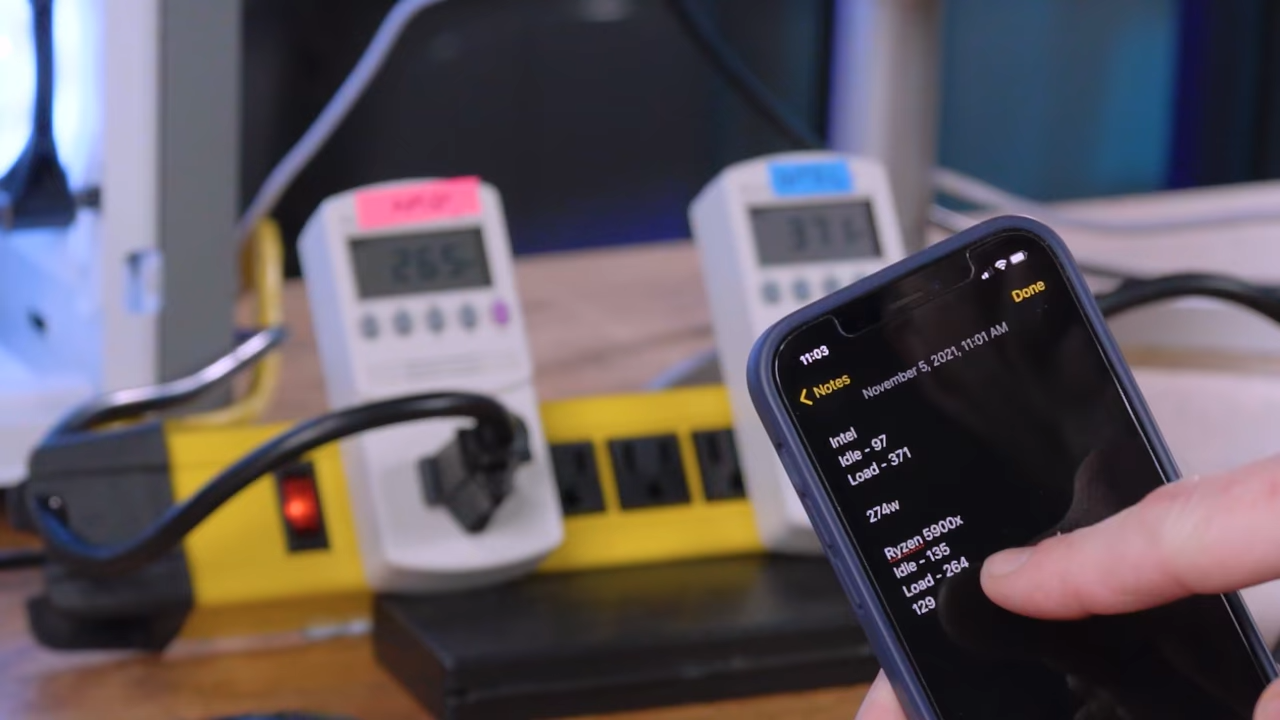 265
371
11:03
Done
Notes
November 5, 2021, 11:01 AM
Intel
Idle - 97
Load - 371
274w
Ryzen 5900x
Idle - 135
Load - 264
129